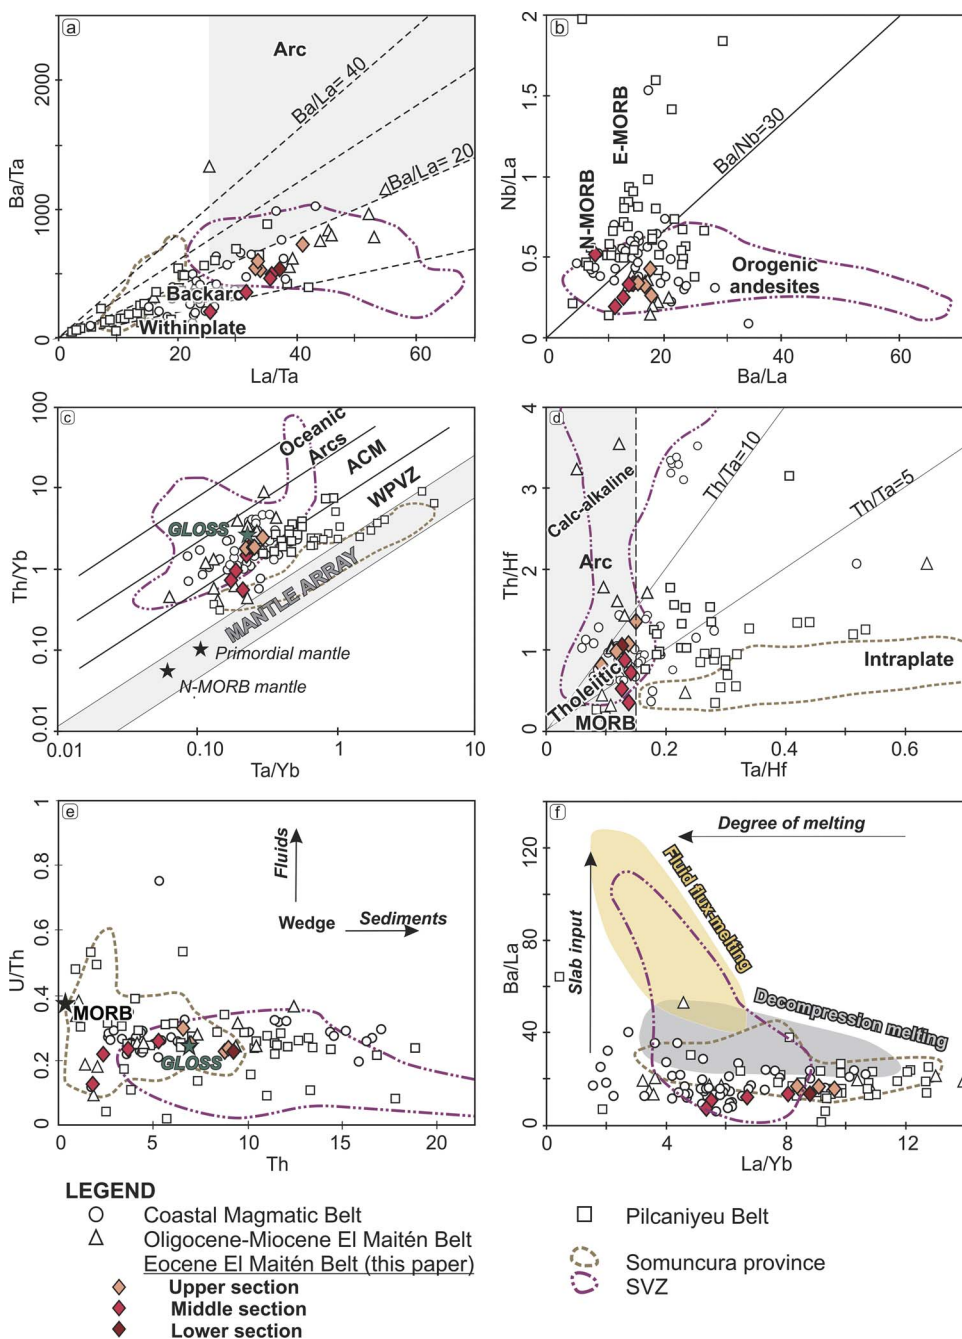 a
Arc
Ba/La= 40
Ba/La= 20
Backarc
Withinplate
Ba/Ta
2000
1000
0
0
20
40
60
La/Ta
b
N-MORB
E-MORB
Ba/Nb=30
Orogenic
andesites
Nb/La
2
1.5
1
0.5
0
0
20
40
60
Ba/La
c
Oceanic
Arcs
ACM
WPVZ
GLOSS
MANTLE ARRAY
Primordial mantle
N-MORB mantle
Th/Yb
100
10
1
0.10
0.01
0.01
0.10
1
10
Ta/Yb
d
Calc-alkaline
Arc
Tholeiitic
MORB
Th/Ta=10
Th/Ta=5
Intraplate
Th/Hf
4
3
2
1
0
0
0.2
0.4
0.6
Ta/Hf
e
Fluids
Wedge
Sediments
MORB
GLOSS
U/Th
1
0.8
0.6
0.4
0.2
0
0
5
10
15
20
Th
f
Degree of melting
Fluid flux-melting
Slab input
Decompression melting
Ba/La
120
80
40
20
0
0
4
8
12
La/Yb
LEGEND
Coastal Magmatic Belt
Oligocene-Miocene El Maitén Belt
Eocene El Maitén Belt (this paper)
Upper section
Middle section
Lower section
Pilcaniyeu Belt
Somuncura province
SVZ